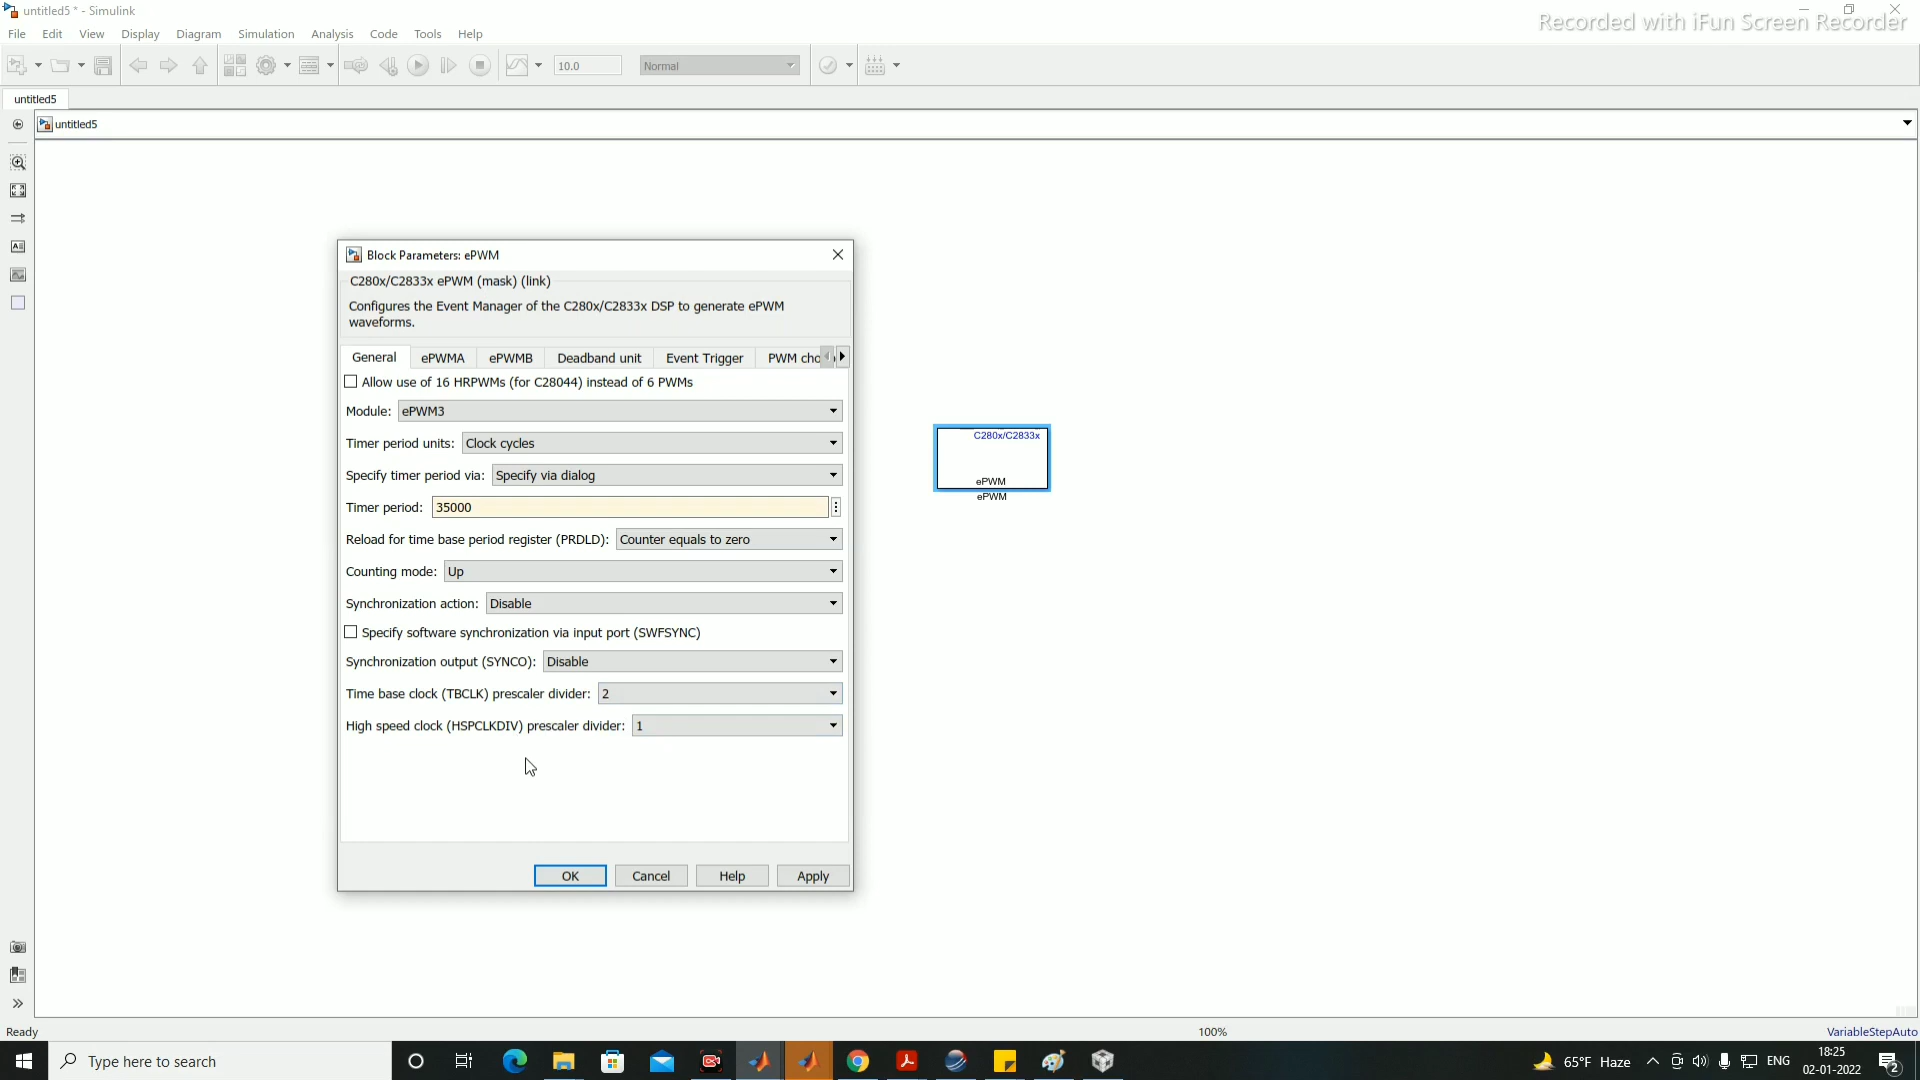 untitled5 * - Simulink
Recorded with iFun Screen Recorder
File Edit View Display Diagram Simulation Analysis Code Tools Help
10.0 Normal
untitled5
untitled5
Block Parameters: ePWM
C280x/C2833x ePWM (mask) (link)
Configures the Event Manager of the C280x/C2833x DSP to generate ePWM
waveforms.
General ePWMA ePWMB Deadband unit Event Trigger PWM cho
Allow use of 16 HRPWMs (for C28044) instead of 6 PWMs
Module: ePWM3
Timer period units: Clock cycles
Specify timer period via: Specify via dialog
Timer period: 35000
Reload for time base period register (PRDLD): Counter equals to zero
Counting mode: Up
Synchronization action: Disable
Specify software synchronization via input port (SWFSYNC)
Synchronization output (SYNCO): Disable
Time base clock (TBCLK) prescaler divider: 2
High speed clock (HSPCLKDIV) prescaler divider: 1
OK Cancel Help Apply
C280x/C2833x
ePWM
ePWM
Ready 100% VariableStepAuto
Type here to search
65°F Haze ENG
18:25
02-01-2022
2